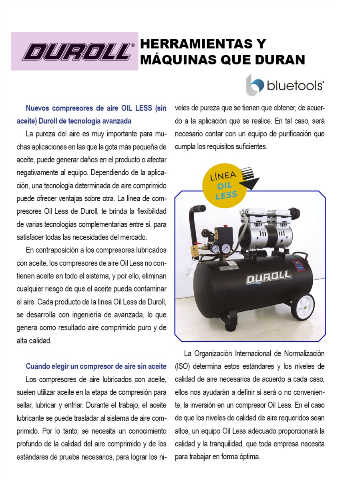 DUROLL
HERRAMIENTAS Y
MÁQUINAS QUE DURAN
bluetools
Nuevos compresores de aire OIL LESS (sin
aceite) Duroll de tecnología avanzada
La pureza del aire es muy importante para mu-
chas aplicaciones en las que la gota más pequeña de
aceite, puede generar daños en el producto o afectar
negativamente al equipo. Dependiendo de la aplica-
ción, una tecnología determinada de aire comprimido
puede ofrecer ventajas sobre otra. La línea de com-
presores Oil Less de Duroll, te brinda la flexibilidad
de varias tecnologías complementarias entre si, para
satisfacer todas las necesidades del mercado.
En contraposición a los compresores lubricados
con aceite, los compresores de aire Oil Less no con-
tienen aceite en todo el sistema, y por ello, eliminan
cualquier riesgo de que el aceite pueda contaminar
el aire. Cada producto de la línea Oil Less de Duroll,
se desarrolla con ingeniería de avanzada, lo que
genera como resultado aire comprimido puro y de
alta calidad.
Cuándo elegir un compresor de aire sin aceite
Los compresores de aire lubricados con aceite,
suelen utilizar aceite en la etapa de compresión para
sellar, lubricar y enfriar. Durante el trabajo, el aceite
lubricante se puede trasladar al sistema de aire com-
primido. Por lo tanto, se necesita un conocimiento
profundo de la calidad del aire comprimido y de los
estándares de prueba necesarios, para lograr los ni-
veles de pureza que se tienen que obtener, de acuer-
do a la aplicación que se realice. En tal caso, será
necesario contar con un equipo de purificación que
cumpla los requisitos suficientes.
LÍNEA
OIL
LESS
DUROLL
La Organización Internacional de Normalización
(ISO) determina estos estándares y los niveles de
calidad de aire necesarios de acuerdo a cada caso,
ellos nos ayudarán a definir si será o no convenien-
te, la inversión en un compresor Oil Less. En el caso
de que los niveles de calidad de aire requeridos sean
altos, un equipo Oil Less adecuado proporcionará la
calidad y la tranquilidad, que toda empresa necesita
para trabajar en forma óptima.